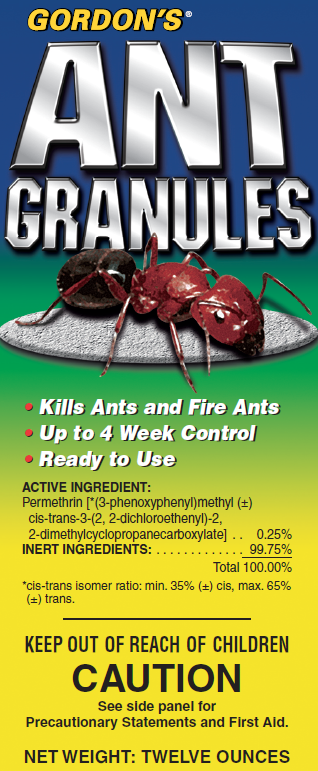 GORDON'S®
ANT
GRANULES
• Kills Ants and Fire Ants
• Up to 4 Week Control
• Ready to Use
ACTIVE INGREDIENT:
Permethrin [*(3-phenoxyphenyl)methyl (±)
cis-trans-3-(2, 2-dichloroethenyl)-2,
2-dimethylcyclopropanecarboxylate] . . 0.25%
INERT INGREDIENTS: . . . . . . . . . . . . . 99.75%
Total 100.00%
*cis-trans isomer ratio: min. 35% (±) cis, max. 65%
(±) trans.
KEEP OUT OF REACH OF CHILDREN
CAUTION
See side panel for
Precautionary Statements and First Aid.
NET WEIGHT: TWELVE OUNCES